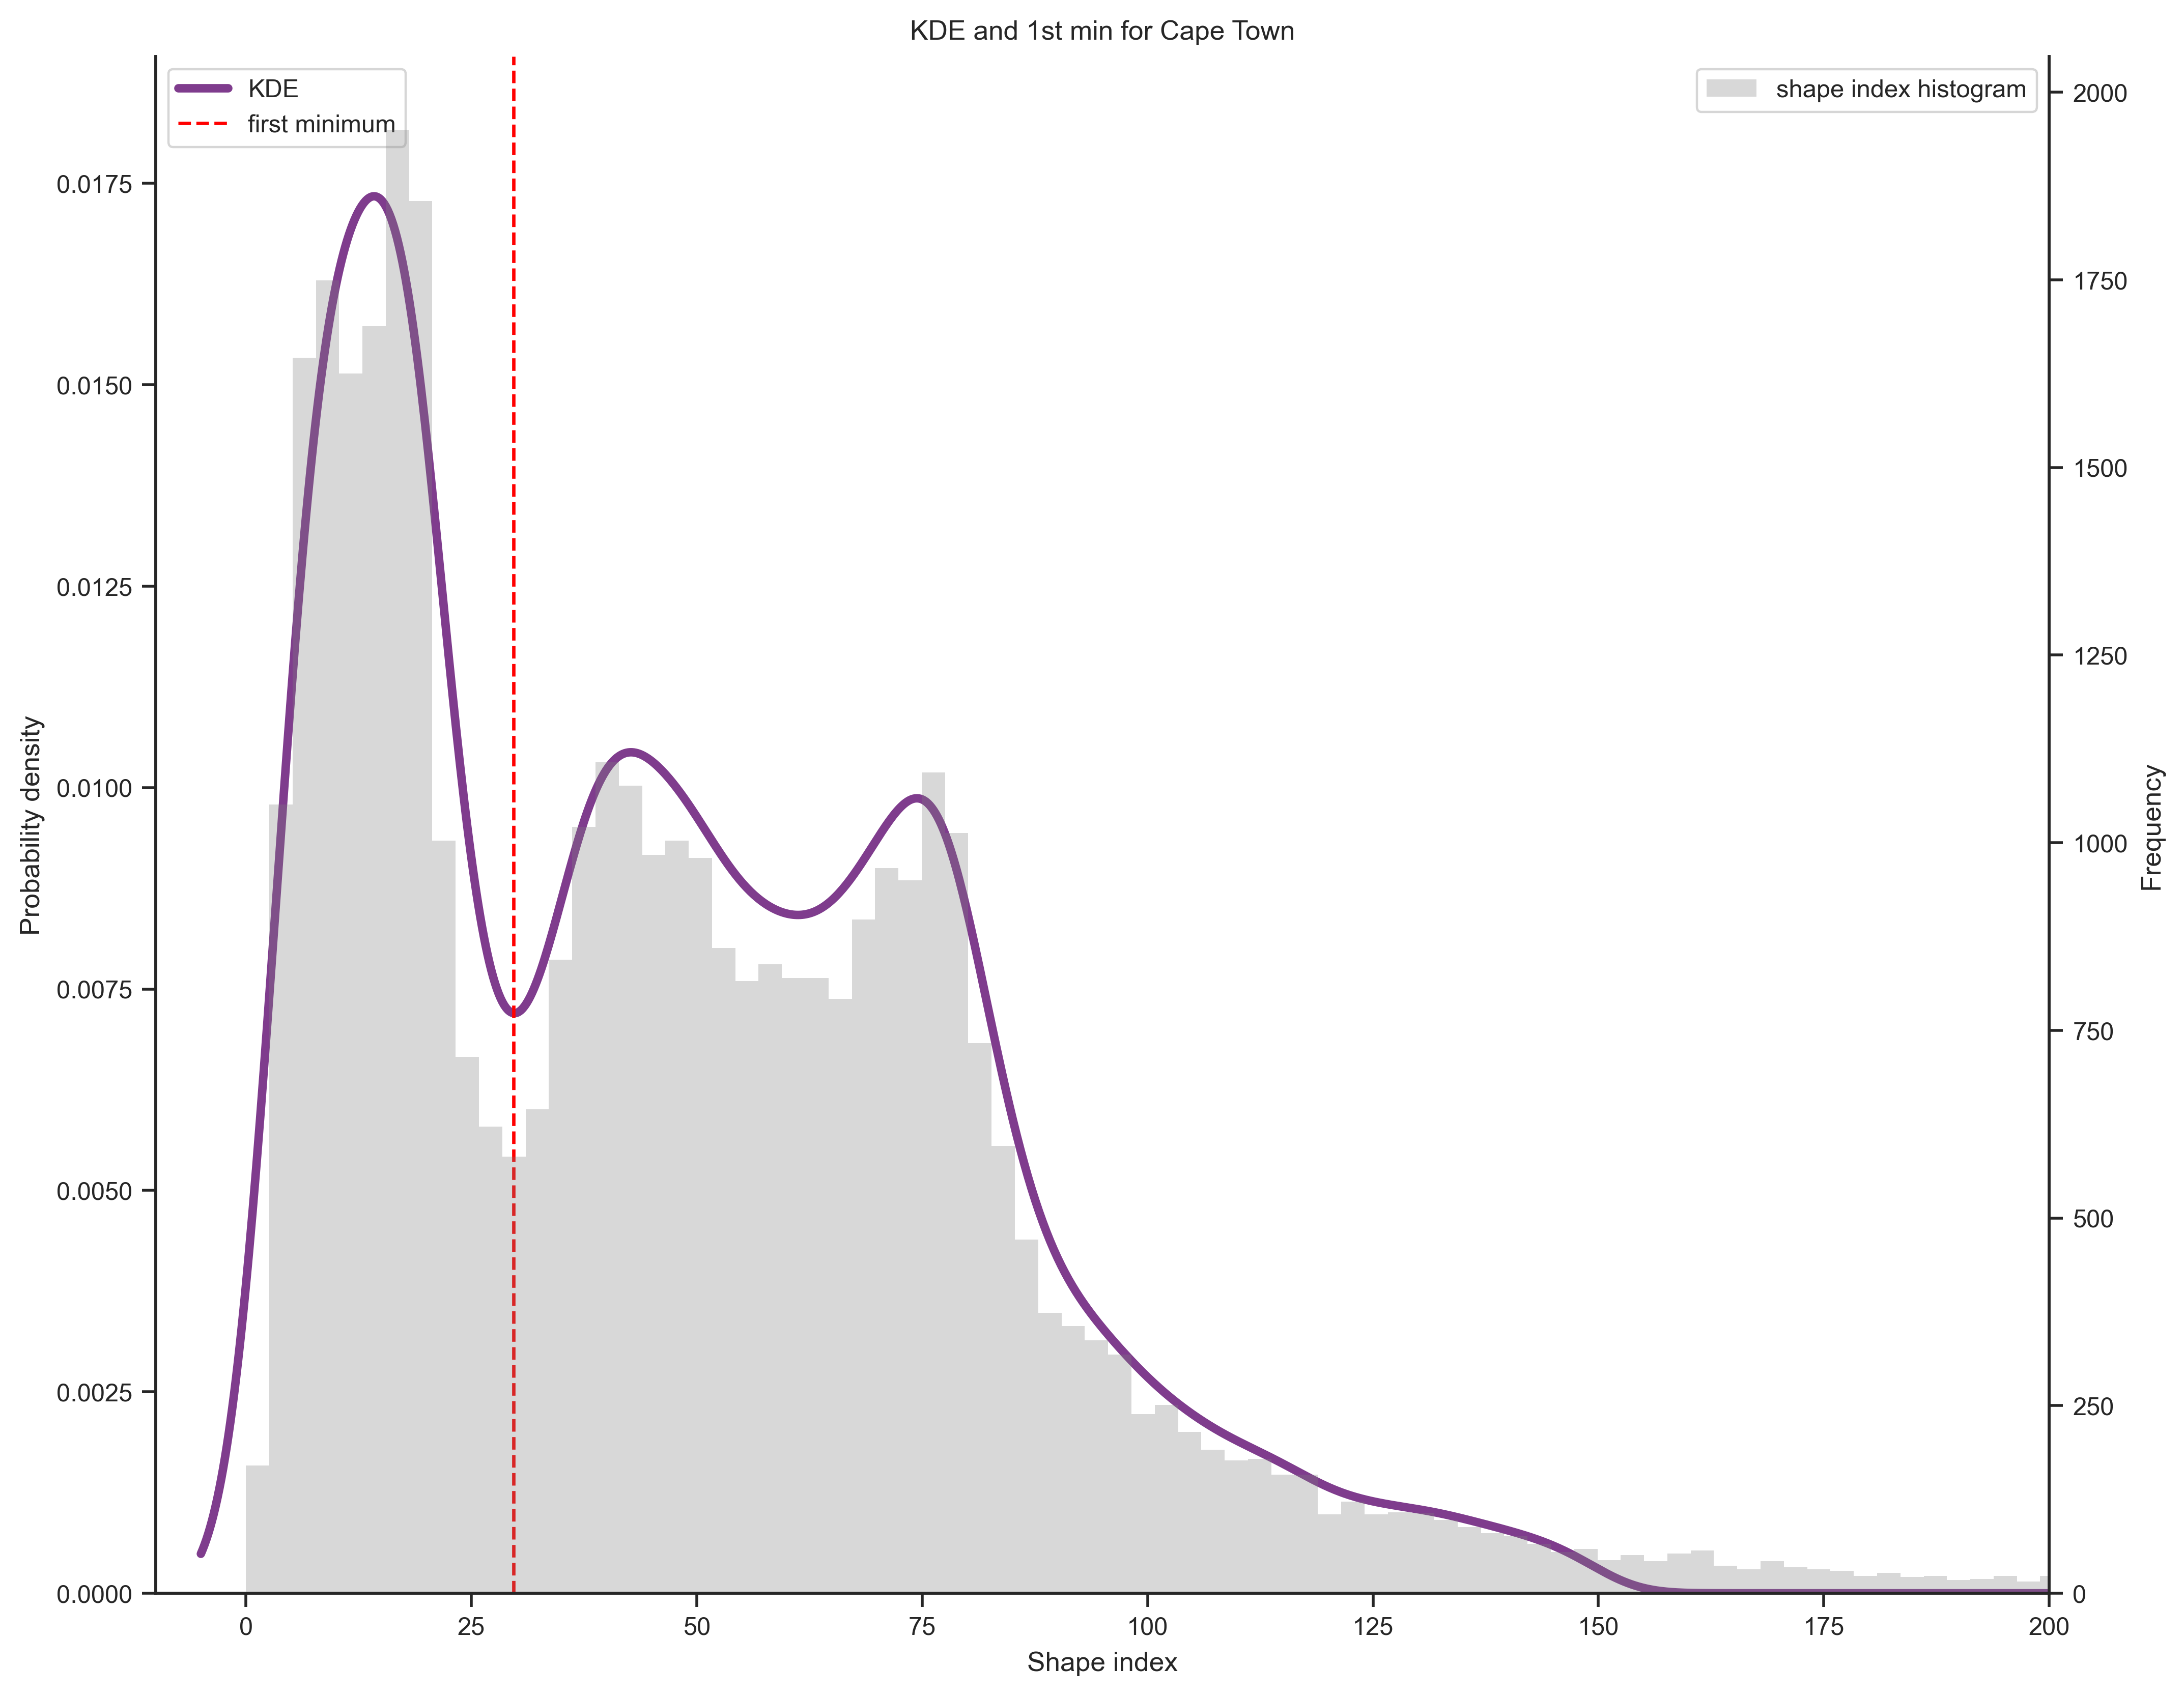 KDE and 1st min for Cape Town
KDE
first minimum
shape index histogram
0.0175
0.0150
0.0125
0.0100
0.0075
0.0050
0.0025
0.0000
Probability density
2000
1750
1500
1250
1000
750
500
250
0
Frequency
0 25 50 75 100 125 150 175 200
Shape index